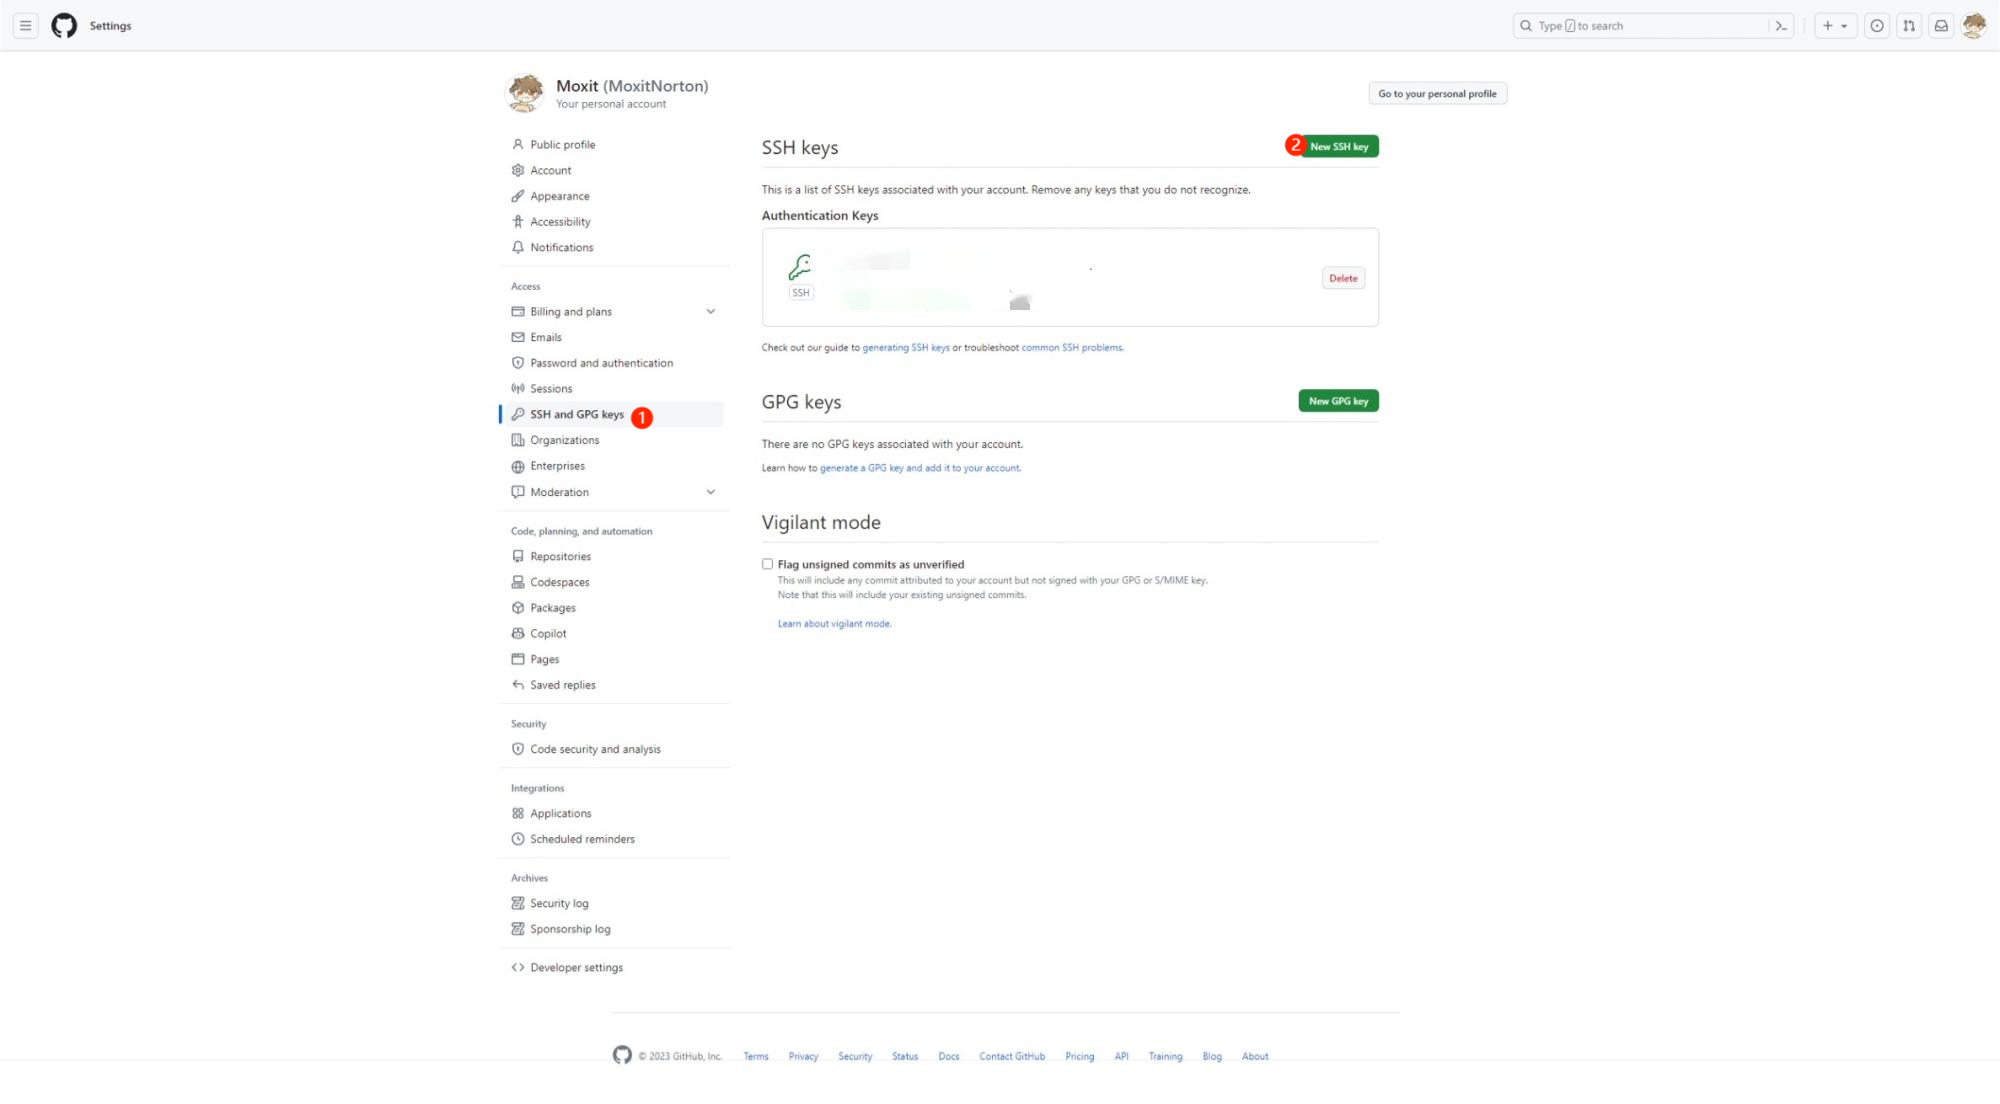 Settings
Type / to search
Moxit (MoxitNorton)
Your personal account
Go to your personal profile
Public profile
Account
Appearance
Accessibility
Notifications
Access
Billing and plans
Emails
Password and authentication
Sessions
SSH and GPG keys 1
Organizations
Enterprises
Moderation
Code, planning, and automation
Repositories
Codespaces
Packages
Copilot
Pages
Saved replies
Security
Code security and analysis
Integrations
Applications
Scheduled reminders
Archives
Security log
Sponsorship log
Developer settings
SSH keys
2 New SSH key
This is a list of SSH keys associated with your account. Remove any keys that you do not recognize.
Authentication Keys
SSH
Delete
Check out our guide to generating SSH keys or troubleshoot common SSH problems.
GPG keys
New GPG key
There are no GPG keys associated with your account.
Learn how to generate a GPG key and add it to your account.
Vigilant mode
Flag unsigned commits as unverified
This will include any commit attributed to your account but not signed with your GPG or S/MIME key.
Note that this will include your existing unsigned commits.
Learn about vigilant mode.
© 2023 GitHub, Inc. Terms Privacy Security Status Docs Contact GitHub Pricing API Training Blog About